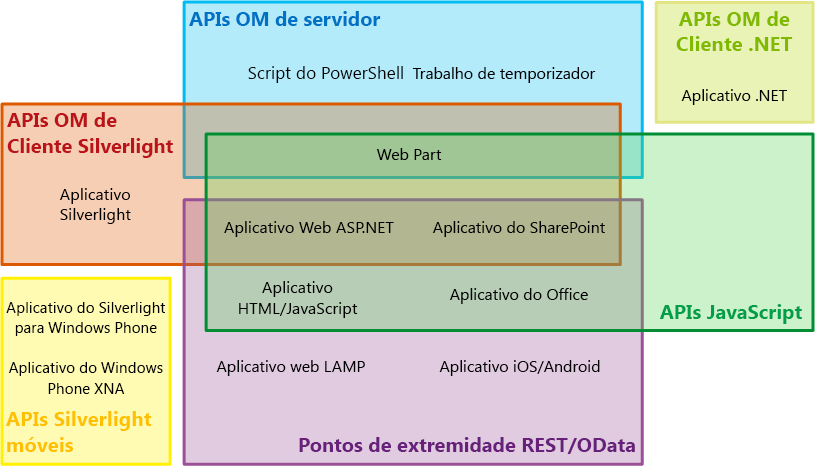 APIs OM de servidor
Script do PowerShell
Trabalho de temporizador
APIs OM de
Cliente .NET
Aplicativo .NET
APIs OM de
Cliente Silverlight
Aplicativo
Silverlight
Web Part
Aplicativo Web ASP.NET
Aplicativo do SharePoint
Aplicativo
HTML/JavaScript
Aplicativo do Office
APIs JavaScript
Aplicativo do Silverlight
para Windows Phone
Aplicativo do Windows
Phone XNA
APIs Silverlight
móveis
Aplicativo web LAMP
Aplicativo iOS/Android
Pontos de extremidade REST/OData